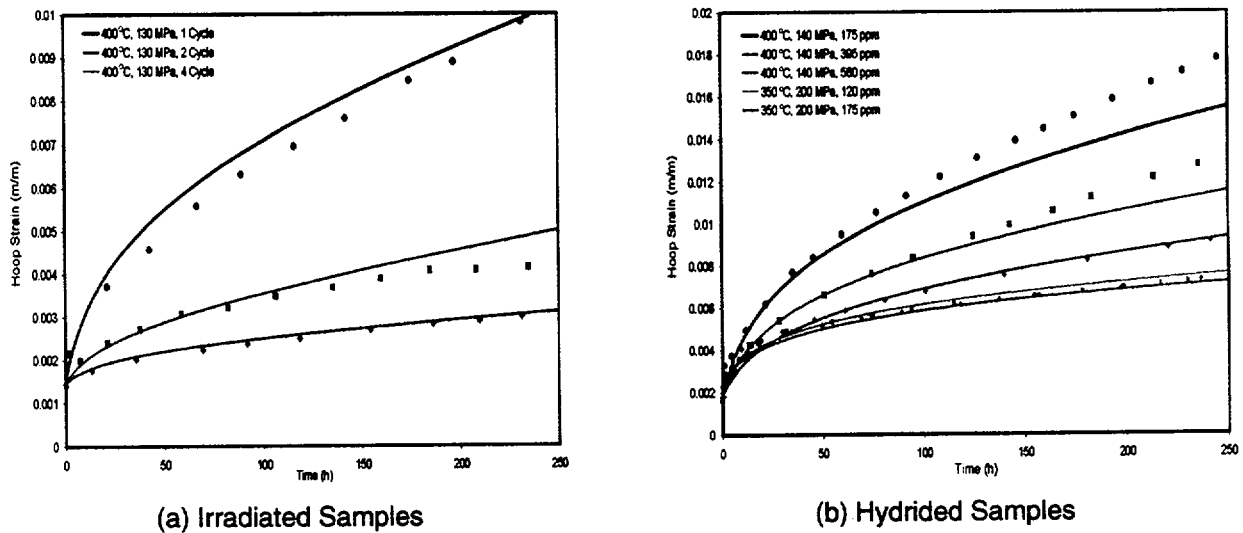 0.01
0.009
0.008
0.007
0.006
0.005
0.004
0.003
0.002
0.001
0
Hoop Strain (m/m)
400°C, 130 MPa, 1 Cycle
400°C, 130 MPa, 2 Cycle
400°C, 130 MPa, 4 Cycle
0 50 100 150 200 250
Time (h)
(a) Irradiated Samples
0.02
0.018
0.016
0.014
0.012
0.01
0.008
0.006
0.004
0.002
0
Hoop Strain (m/m)
400°C, 140 MPa, 175 ppm
400°C, 140 MPa, 395 ppm
400°C, 140 MPa, 560 ppm
350°C, 200 MPa, 120 ppm
350°C, 200 MPa, 175 ppm
0 50 100 150 200 250
Time (h)
(b) Hydrided Samples